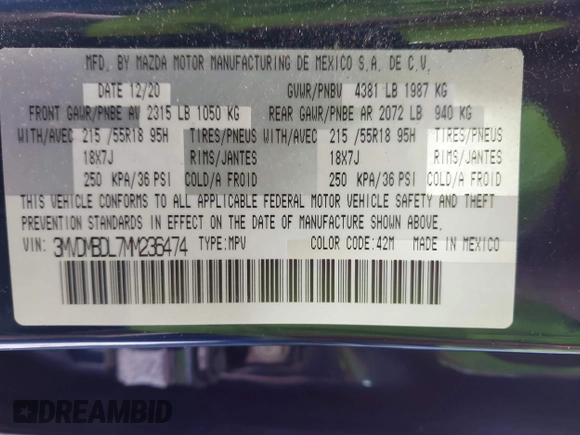 MFD. BY MAZDA MOTOR MANUFACTURING DE MEXICO S.A. DE C.V.
DATE 12/20 GVWR/PNBV 4381 LB 1987 KG
FRONT GAWR/PNBE AV 2315 LB 1050 KG REAR GAWR/PNBE AR 2072 LB 940 KG
WITH/AVEC 215 /55R18 95H TIRES/PNEUS WITH/AVEC 215 /55R18 95H TIRES/PNEUS
18X7J RIMS/JANTES 18X7J RIMS/JANTES
250 KPA/36 PSI COLD/A FROID 250 KPA/36 PSI COLD/A FROID
THIS VEHICLE CONFORMS TO ALL APPLICABLE FEDERAL MOTOR VEHICLE SAFETY AND THEFT
PREVENTION STANDARDS IN EFFECT ON THE DATE OF MANUFACTURE SHOWN ABOVE.
VIN: 3MVDMBDL7MM236474 TYPE:MPV COLOR CODE:42M MADE IN MEXICO
DREAMBID